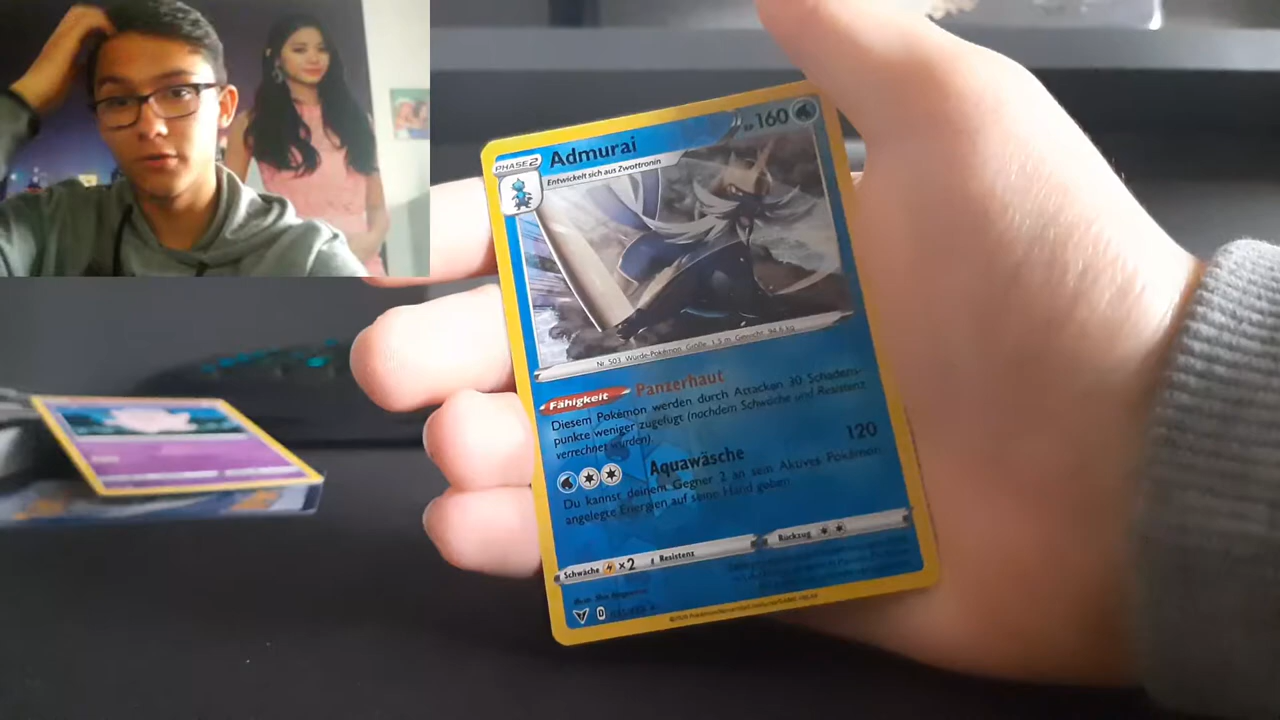 PHASE 2
Admurai
KP 160
Entwickelt sich aus Zwottronin
Nr. 503 Würde-Pokémon Größe: 1,5 m Gewicht: 94,6 kg
Fähigkeit Panzerhaut
Diesem Pokémon werden durch Attacken 30 Schadens-
punkte weniger zugefügt (nachdem Schwäche und Resistenz
verrechnet wurden).
Aquawäsche 120
Du kannst deinem Gegner 2 an sein Aktives Pokémon
angelegte Energien auf seine Hand geben.
Schwäche ×2 Resistenz Rückzug